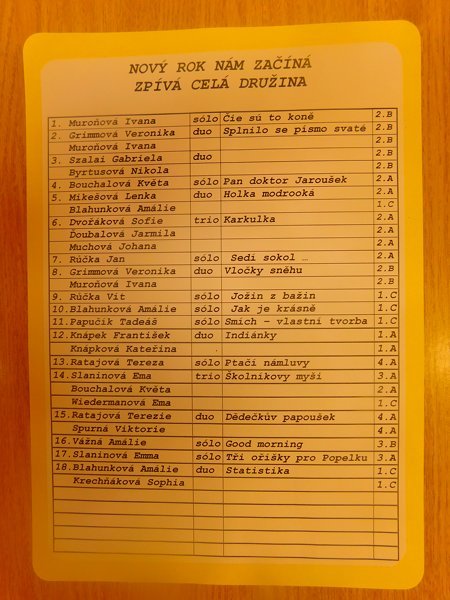 NOVÝ ROK NÁM ZAČÍNÁ
ZPÍVÁ CELÁ DRUŽINA
1. Muroňová Ivana sólo Čie sú to koně 2.B
2. Grimmová Veronika duo Splnilo se písmo svaté 2.B
Muroňová Ivana 2.B
3. Szalai Gabriela duo 2.B
Byrtusová Nikola 2.B
4. Bouchalová Květa sólo Pan doktor Jaroušek 2.A
5. Mikešová Lenka duo Holka modrooká 2.A
Blahunková Amálie 1.C
6. Dvořáková Sofie trio Karkulka 2.A
Ďoubalová Jarmila 2.A
Muchová Johana 2.A
7. Růčka Jan sólo Sedí sokol … 2.A
8. Grimmová Veronika duo Vločky sněhu 2.B
Muroňová Ivana 2.B
9. Růčka Vít sólo Jožin z bažin 1.C
10.Blahunková Amálie sólo Jak je krásné 1.C
11.Papučík Tadeáš sólo Smích - vlastní tvorba 1.C
12.Knápek František duo Indiánky 1.A
Knápková Kateřina 1.A
13.Ratajová Tereza sólo Ptačí námluvy 4.A
14.Slaninová Ema trio Školníkovy myši 3.A
Bouchalová Květa 2.A
Wiedermanová Ema 1.C
15.Ratajová Terezie duo Dědečkův papoušek 4.A
Spurná Viktorie 4.A
16.Vážná Amálie sólo Good morning 3.B
17.Slaninová Emma sólo Tři oříšky pro Popelku 3.A
18.Blahunková Amálie duo Statistika 1.C
Krechňáková Sophia 1.C